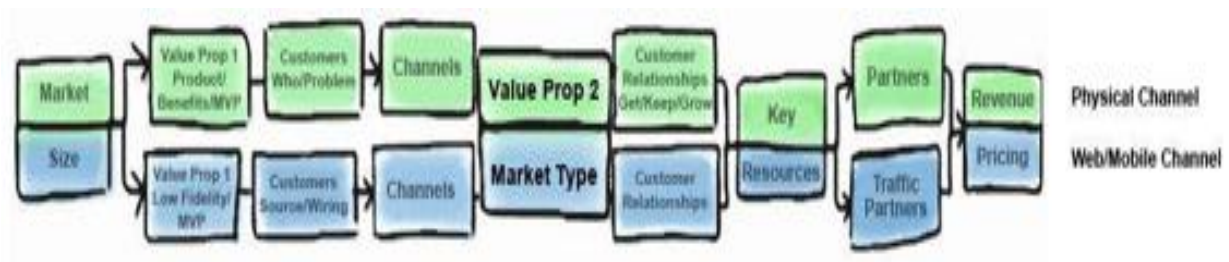 Market
Size
Value Prop 1
Product/
Benefits/MVP
Customers
Who/Problem
Channels
Value Prop 1
Low Fidelity/
MVP
Customers
Source/Wiring
Channels
Value Prop 2
Market Type
Customer
Relationships
Get/Keep/Grow
Customer
Relationships
Key
Resources
Partners
Traffic
Partners
Revenue
Pricing
Physical Channel
Web/Mobile Channel